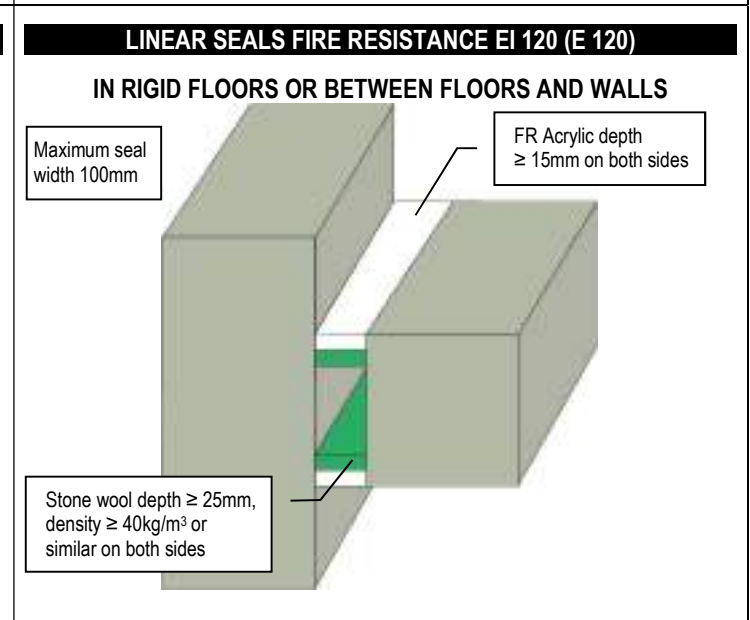 LINEAR SEALS FIRE RESISTANCE EI 120 (E 120)
IN RIGID FLOORS OR BETWEEN FLOORS AND WALLS
Maximum seal
width 100mm
FR Acrylic depth
≥ 15mm on both sides
Stone wool depth ≥ 25mm,
density ≥ 40kg/m³ or
similar on both sides